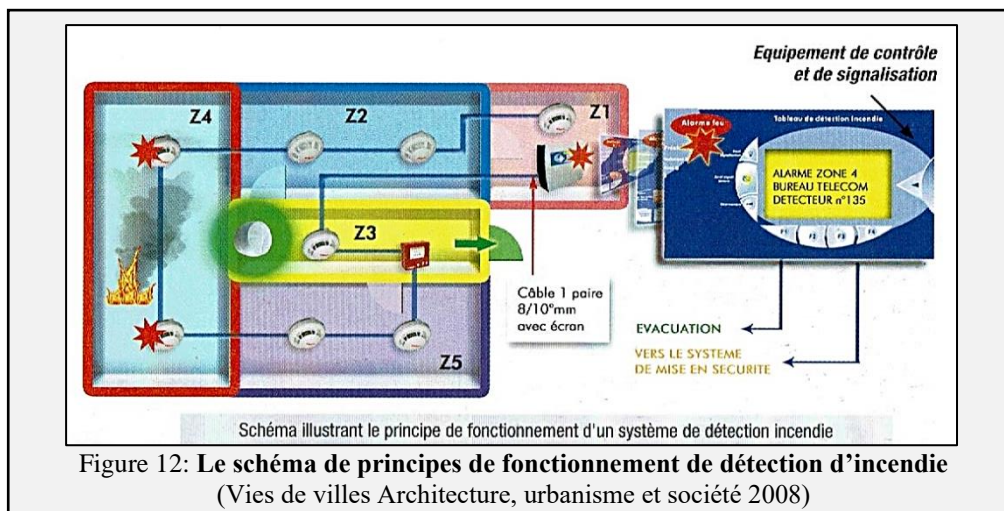 Equipement de contrôle
et de signalisation
Z4
Z2
Z1
Alarme feu
Tableau de détection incendie
ALARME ZONE 4
BUREAU TELECOM
DETECTEUR n°135
F1 F2 F3 F4
Z3
Câble 1 paire
8/10°mm
avec écran
EVACUATION
VERS LE SYSTEME
DE MISE EN SECURITE
Z5
Schéma illustrant le principe de fonctionnement d'un système de détection incendie
Figure 12: Le schéma de principes de fonctionnement de détection d’incendie
(Vies de villes Architecture, urbanisme et société 2008)